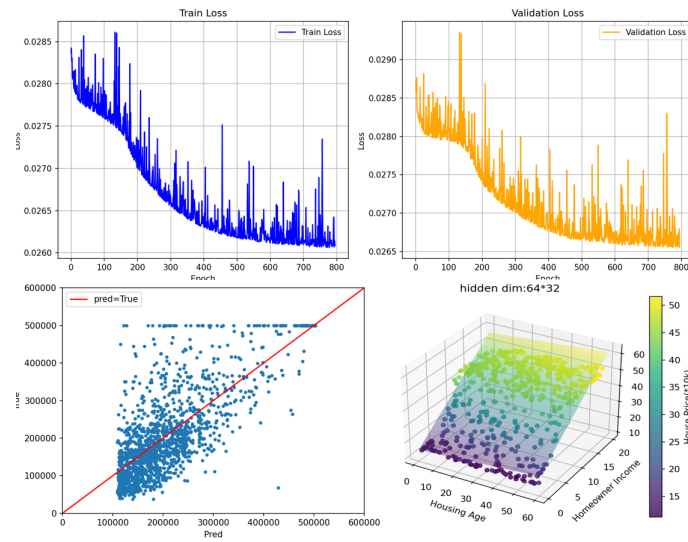 Train Loss
Train Loss
0.0285
0.0280
0.0275
0.0270
0.0265
0.0260
0 100 200 300 400 500 600 700 800
Epoch
Loss
Validation Loss
Validation Loss
0.0290
0.0285
0.0280
0.0275
0.0270
0.0265
0 100 200 300 400 500 600 700 800
Epoch
Loss
pred=True
600000
500000
400000
300000
200000
100000
0
0 100000 200000 300000 400000 500000 600000
Pred
True
hidden dim:64*32
0 10 20 30 40 50 60
Housing Age
0 5 10 15 20
Homeowner Income
60
50
40
30
20
10
50
45
40
35
30
25
20
15